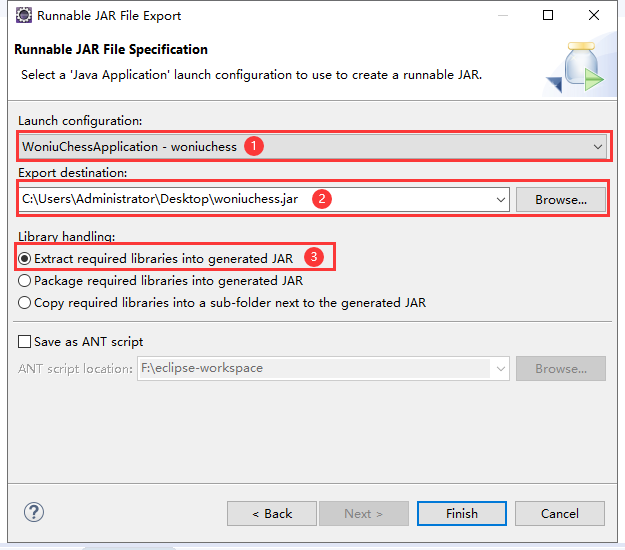 Runnable JAR File Export
Runnable JAR File Specification
Select a 'Java Application' launch configuration to use to create a runnable JAR.
Launch configuration:
WoniuChessApplication - woniuchess 1
Export destination:
C:\Users\Administrator\Desktop\woniuchess.jar 2 Browse...
Library handling:
Extract required libraries into generated JAR 3
Package required libraries into generated JAR
Copy required libraries into a sub-folder next to the generated JAR
Save as ANT script
ANT script location: F:\eclipse-workspace Browse...
? < Back Next > Finish Cancel